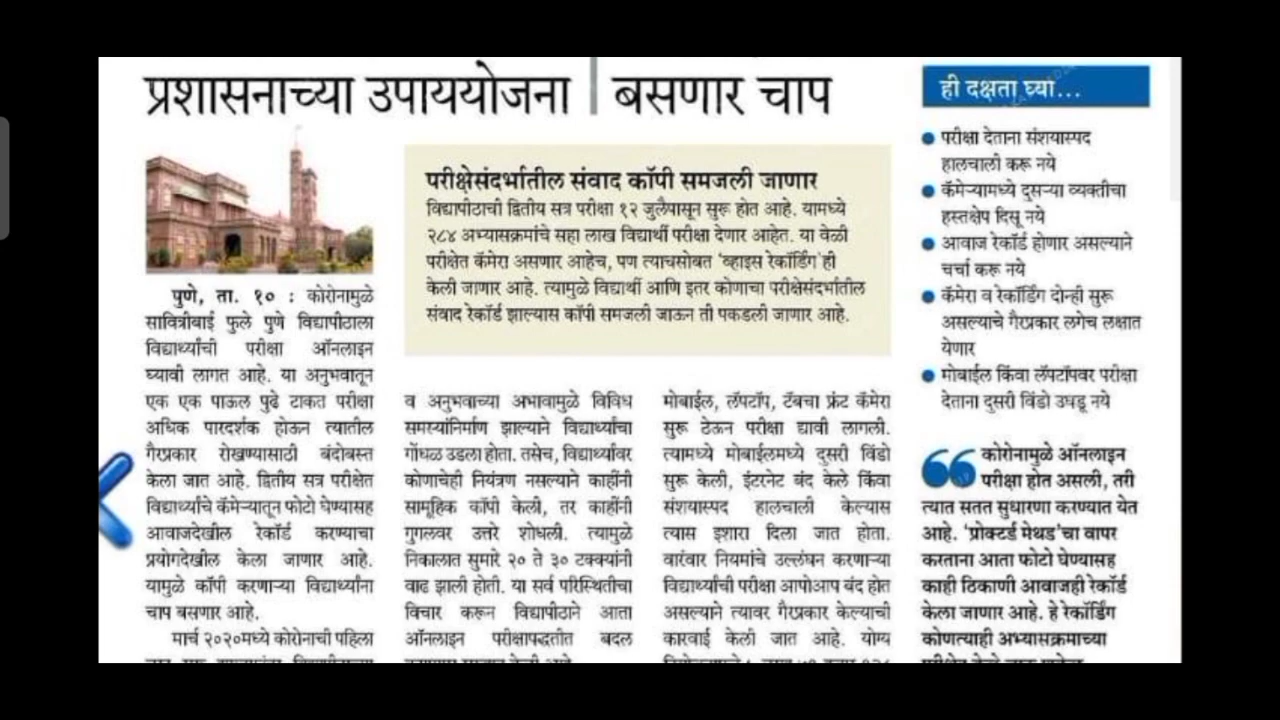 प्रशासनाच्या उपाययोजना | बसणार चाप
पुणे, ता. १० : कोरोनामुळे
सावित्रीबाई फुले पुणे विद्यापीठाला
विद्यार्थ्यांची परीक्षा ऑनलाइन
घ्यावी लागत आहे. या अनुभवातून
एक एक पाऊल पुढे टाकत परीक्षा
अधिक पारदर्शक होऊन त्यातील
गैरप्रकार रोखण्यासाठी बंदोबस्त
केला जात आहे. द्वितीय सत्र परीक्षेत
विद्यार्थ्यांचे कॅमेऱ्यातून फोटो घेण्यासह
आवाजदेखील रेकॉर्ड करण्याचा
प्रयोगदेखील केला जाणार आहे.
यामुळे कॉपी करणाऱ्या विद्यार्थ्यांना
चाप बसणार आहे.
मार्च २०२०मध्ये कोरोनाची पहिला
परीक्षेसंदर्भातील संवाद कॉपी समजली जाणार
विद्यापीठाची द्वितीय सत्र परीक्षा १२ जुलैपासून सुरू होत आहे. यामध्ये
२८४ अभ्यासक्रमांचे सहा लाख विद्यार्थी परीक्षा देणार आहेत. या वेळी
परीक्षेत कॅमेरा असणार आहेच, पण त्याचसोबत 'व्हाइस रेकॉर्डिंग'ही
केली जाणार आहे. त्यामुळे विद्यार्थी आणि इतर कोणाचा परीक्षेसंदर्भातील
संवाद रेकॉर्ड झाल्यास कॉपी समजली जाऊन ती पकडली जाणार आहे.
व अनुभवाच्या अभावामुळे विविध
समस्यांनिर्माण झाल्याने विद्यार्थ्यांचा
गोंधळ उडला होता. तसेच, विद्यार्थ्यांवर
कोणाचेही नियंत्रण नसल्याने काहींनी
सामूहिक कॉपी केली, तर काहींनी
गुगलवर उत्तरे शोधली. त्यामुळे
निकालात सुमारे २० ते ३० टक्क्यांनी
वाढ झाली होती. या सर्व परिस्थितीचा
विचार करून विद्यापीठाने आता
ऑनलाइन परीक्षापद्धतीत बदल
मोबाईल, लॅपटॉप, टॅबचा फ्रंट कॅमेरा
सुरू ठेऊन परीक्षा द्यावी लागली.
त्यामध्ये मोबाईलमध्ये दुसरी विंडो
सुरू केली, इंटरनेट बंद केले किंवा
संशयास्पद हालचाली केल्यास
त्यास इशारा दिला जात होता.
वारंवार नियमांचे उल्लंघन करणाऱ्या
विद्यार्थ्यांची परीक्षा आपोआप बंद होत
असल्याने त्यावर गैरप्रकार केल्याची
कारवाई केली जात आहे. योग्य
ही दक्षता घ्या...
परीक्षा देताना संशयास्पद
हालचाली करू नये
कॅमेऱ्यामध्ये दुसऱ्या व्यक्तीचा
हस्तक्षेप दिसू नये
आवाज रेकॉर्ड होणार असल्याने
चर्चा करू नये
कॅमेरा व रेकॉर्डिंग दोन्ही सुरू
असल्याचे गैरप्रकार लगेच लक्षात
येणार
मोबाईल किंवा लॅपटॉपवर परीक्षा
देताना दुसरी विंडो उघडू नये
कोरोनामुळे ऑनलाइन
परीक्षा होत असली, तरी
त्यात सतत सुधारणा करण्यात येत
आहे. 'प्रोक्टर्ड मेथड'चा वापर
करताना आता फोटो घेण्यासह
काही ठिकाणी आवाजही रेकॉर्ड
केला जाणार आहे. हे रेकॉर्डिंग
कोणत्याही अभ्यासक्रमाच्या